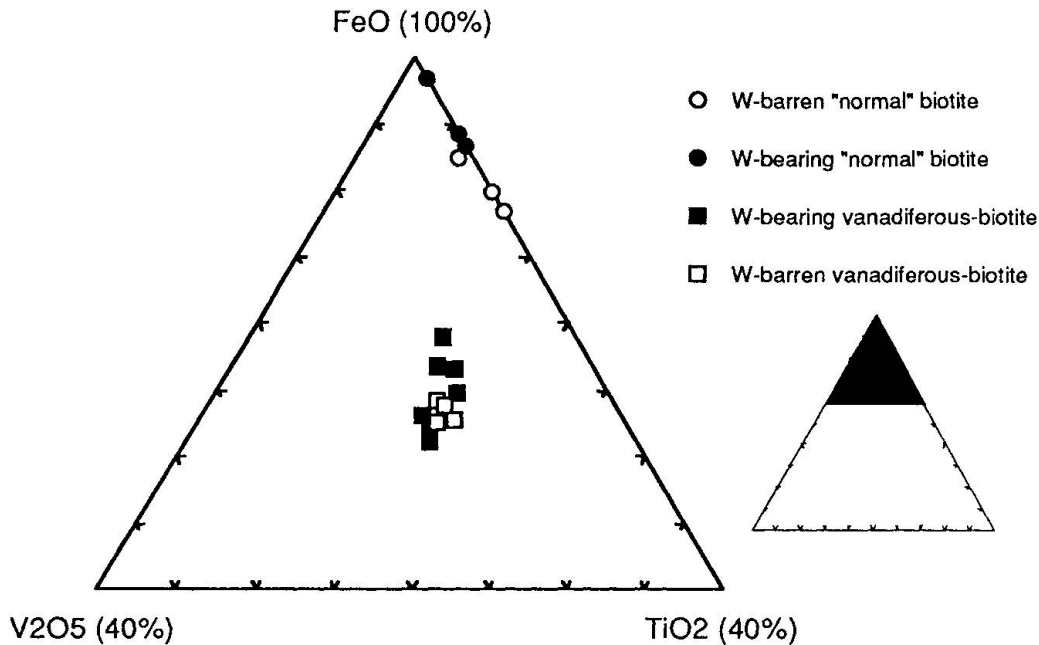 FeO (100%)
W-barren "normal" biotite
W-bearing "normal" biotite
W-bearing vanadiferous-biotite
W-barren vanadiferous-biotite
V2O5 (40%)
TiO2 (40%)